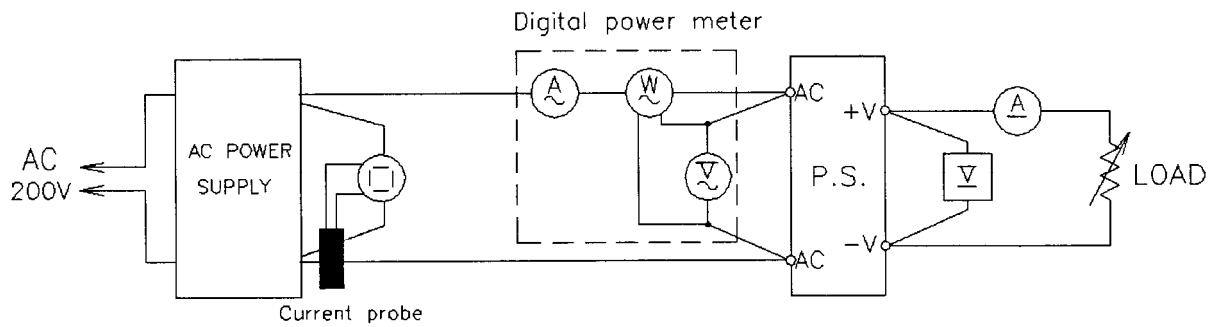 Digital power meter
A
W
AC
+V
A
AC POWER
SUPPLY
AC
200V
V
P.S.
V
LOAD
AC
-V
Current probe